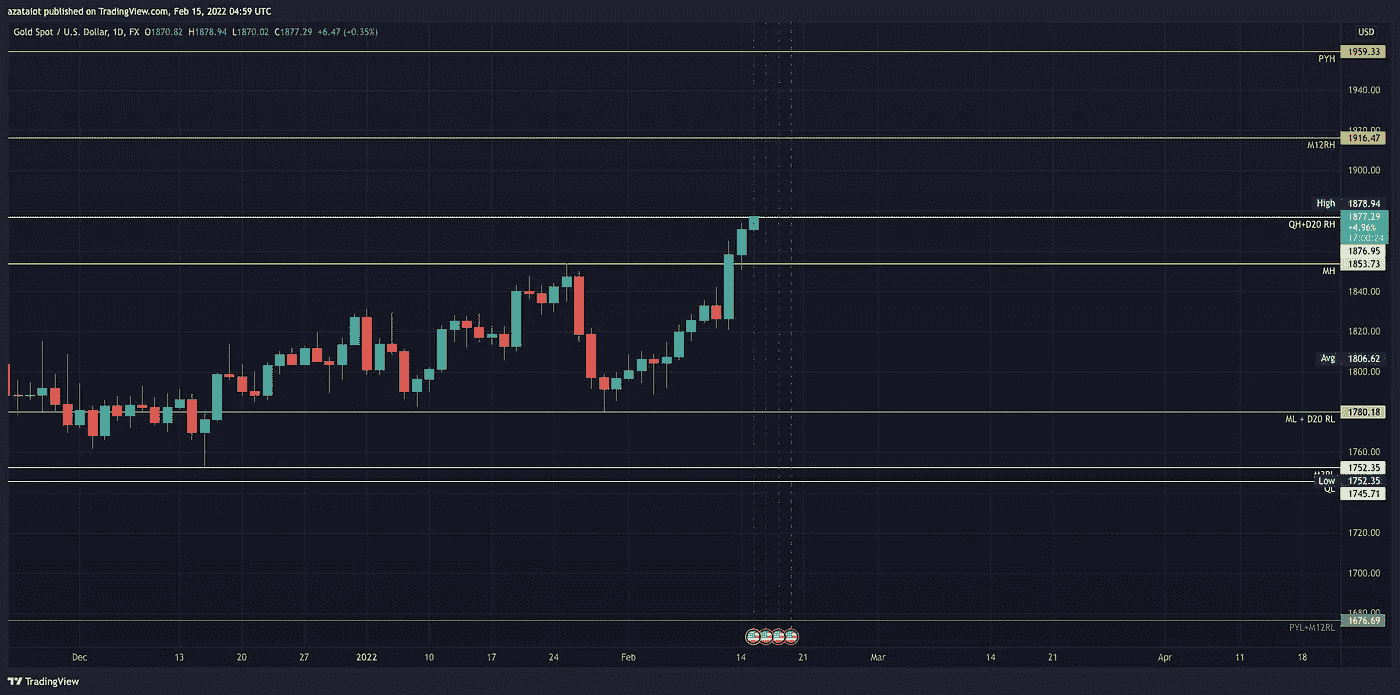 azataiot published on TradingView.com, Feb 15, 2022 04:59 UTC
Gold Spot / U.S. Dollar, 1D, FX O1870.82 H1878.94 L1870.02 C1877.29 +6.47 (+0.35%)
USD
1959.33
PYH
1940.00
1920.00
1916.47
M12RH
1900.00
High 1878.94
1877.29
QH+D20 RH
+4.96%
1876.95
1853.73
MH
1840.00
1820.00
Avg 1806.62
1800.00
1780.18
ML + D20 RL
1760.00
1752.35
Low 1752.35
QL
1745.71
1720.00
1700.00
1680.00
1676.69
PYL+M12RL
Dec 13 20 27 2022 10 17 24 Feb 14 21 Mar 14 21 Apr 11 18
TradingView